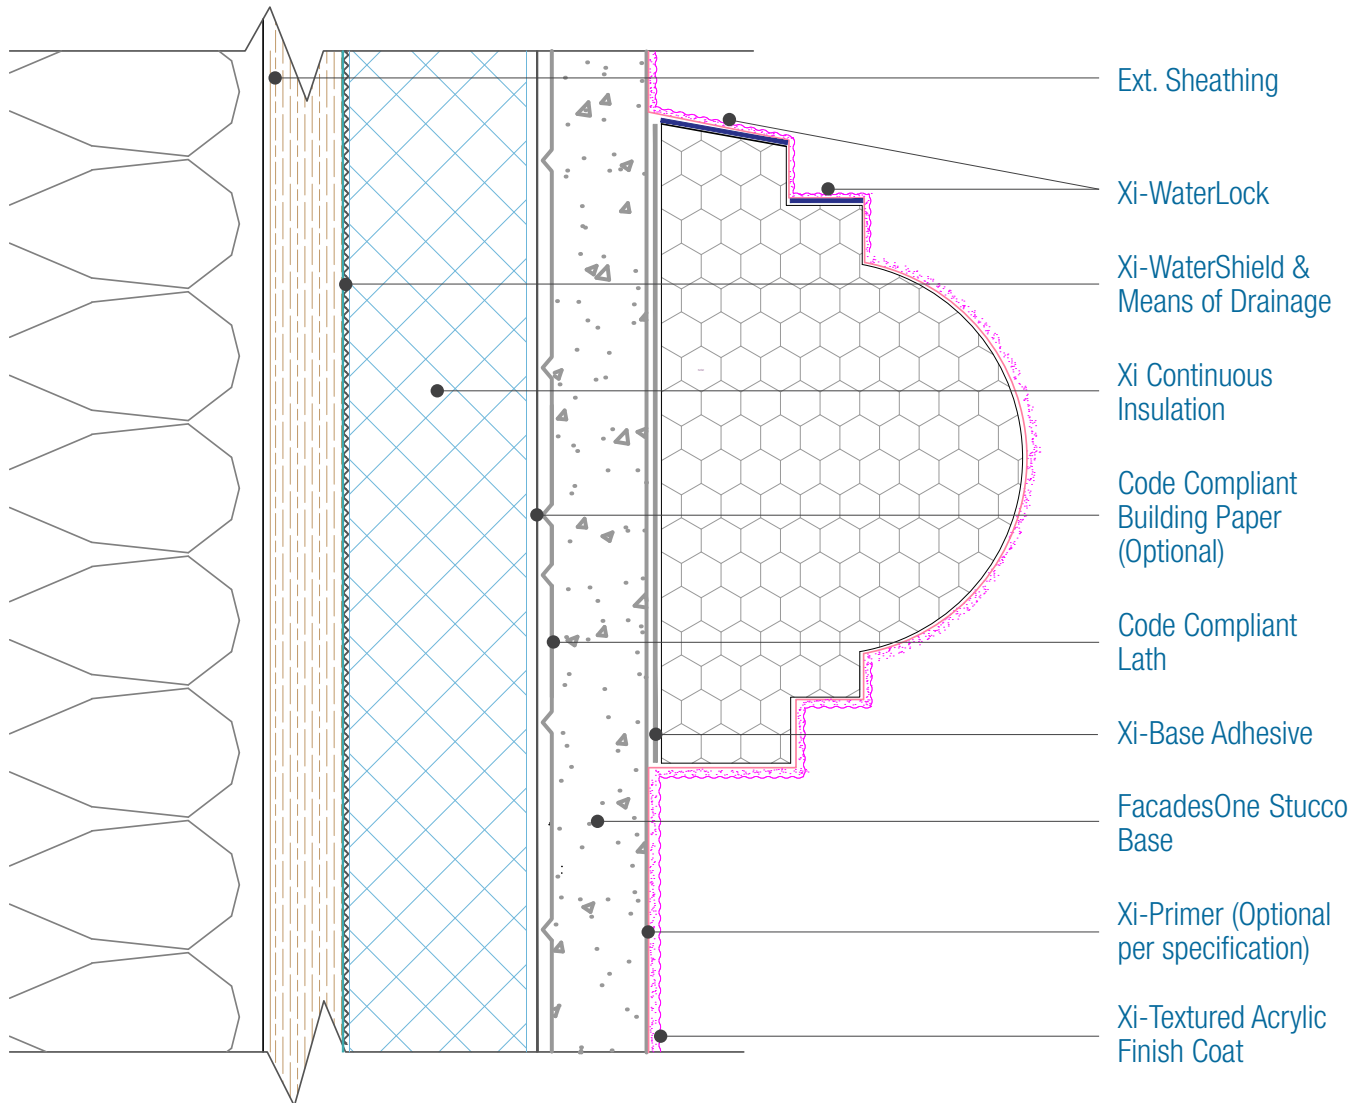 Ext. Sheathing
Xi-WaterLock
Xi-WaterShield &
Means of Drainage
Xi Continuous
Insulation
Code Compliant
Building Paper
(Optional)
Code Compliant
Lath
Xi-Base Adhesive
FacadesOne Stucco
Base
Xi-Primer (Optional
per specification)
Xi-Textured Acrylic
Finish Coat